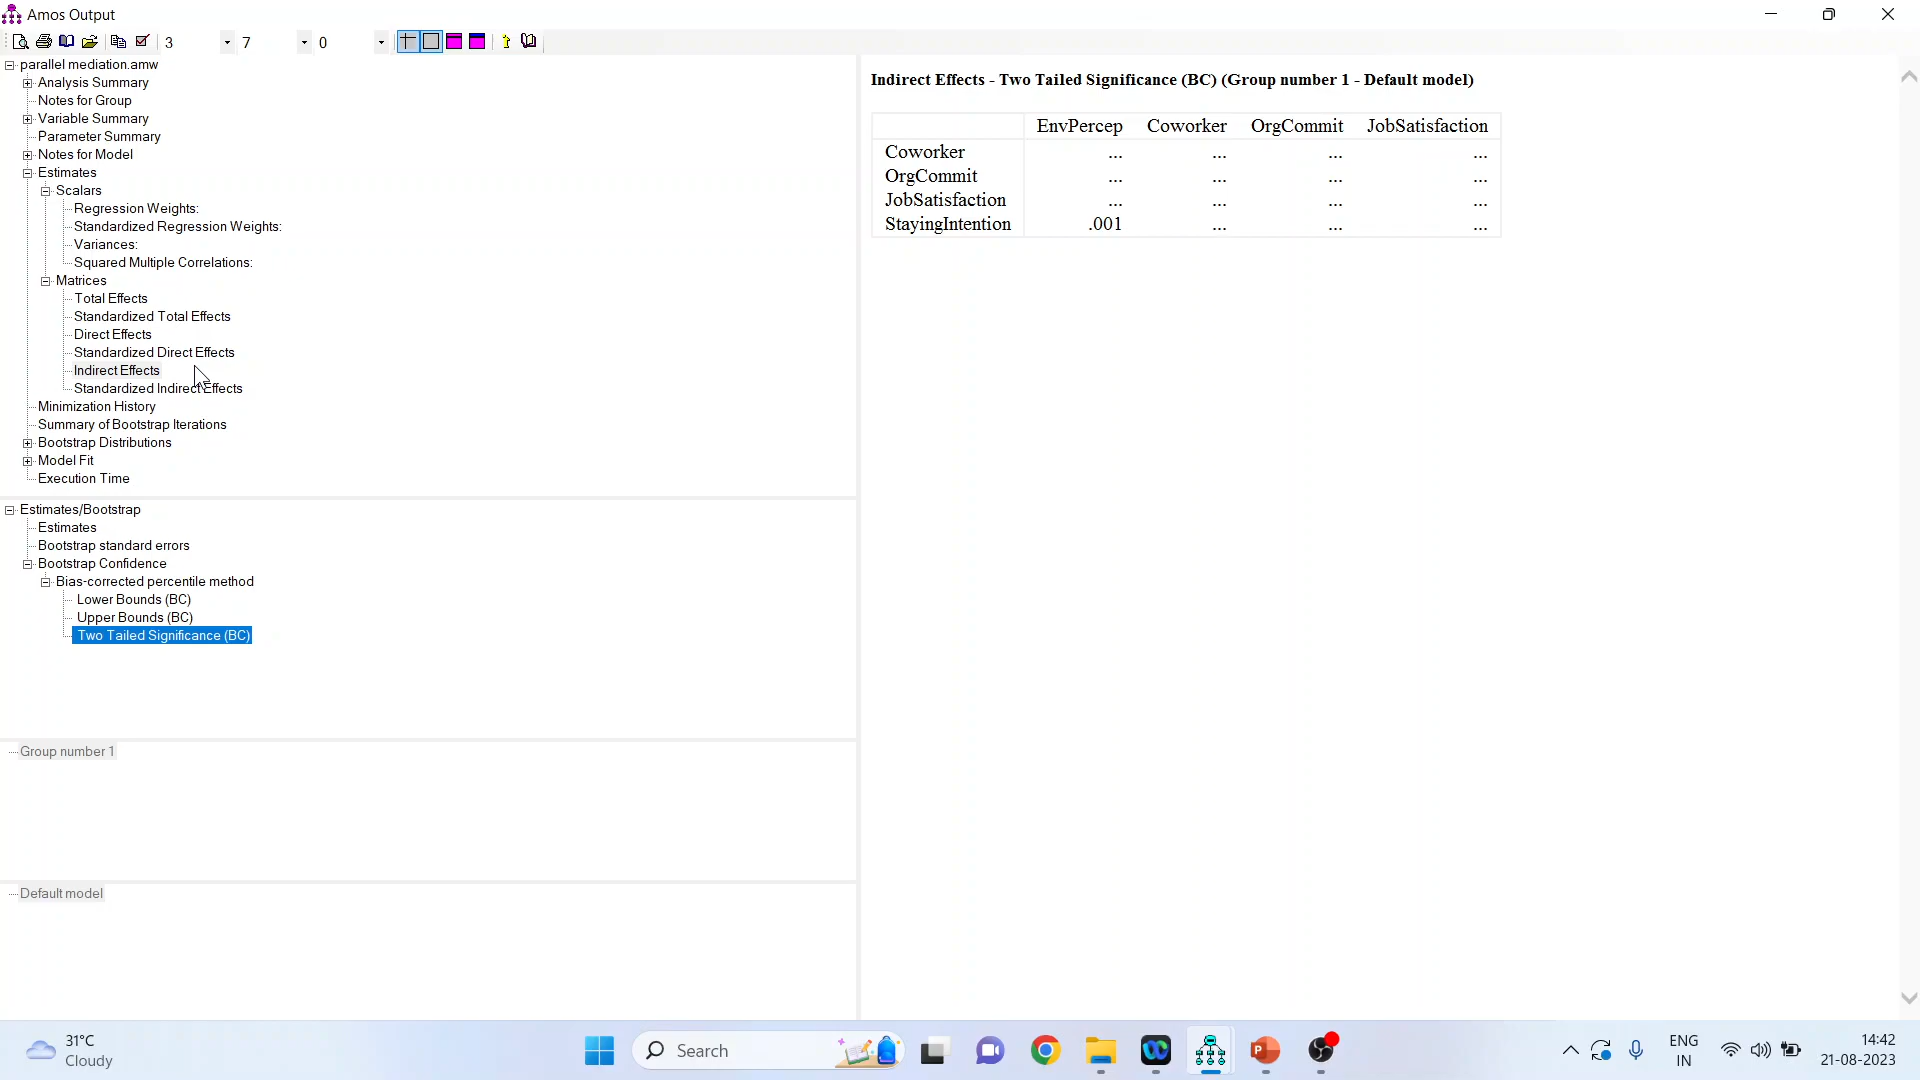 Amos Output
3 7 0
parallel mediation.amw
Analysis Summary
Notes for Group
Variable Summary
Parameter Summary
Notes for Model
Estimates
Scalars
Regression Weights:
Standardized Regression Weights:
Variances:
Squared Multiple Correlations:
Matrices
Total Effects
Standardized Total Effects
Direct Effects
Standardized Direct Effects
Indirect Effects
Standardized Indirect Effects
Minimization History
Summary of Bootstrap Iterations
Bootstrap Distributions
Model Fit
Execution Time
Estimates/Bootstrap
Estimates
Bootstrap standard errors
Bootstrap Confidence
Bias-corrected percentile method
Lower Bounds (BC)
Upper Bounds (BC)
Two Tailed Significance (BC)
Group number 1
Default model
Indirect Effects - Two Tailed Significance (BC) (Group number 1 - Default model)
EnvPercep Coworker OrgCommit JobSatisfaction
Coworker ... ... ... ...
OrgCommit ... ... ... ...
JobSatisfaction ... ... ... ...
StayingIntention .001 ... ... ...
31°C
Cloudy
Search
ENG
IN
14:42
21-08-2023